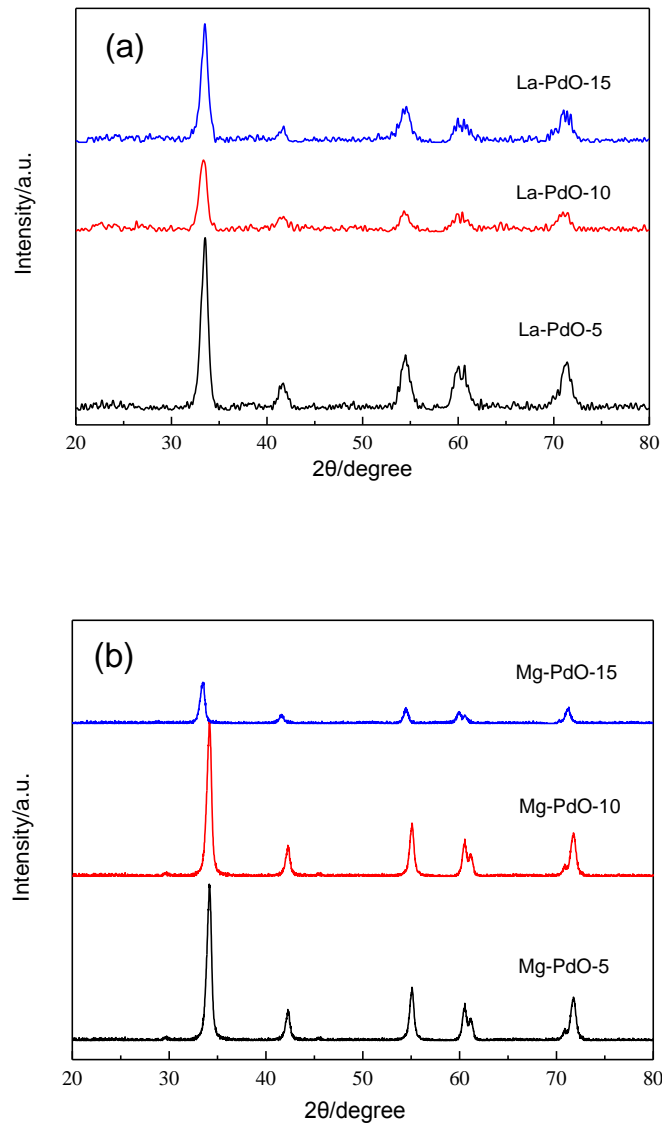 (a)
La-PdO-15
La-PdO-10
La-PdO-5
Intensity/a.u.
20 30 40 50 60 70 80
2θ/degree
(b)
Mg-PdO-15
Mg-PdO-10
Mg-PdO-5
Intensity/a.u.
20 30 40 50 60 70 80
2θ/degree